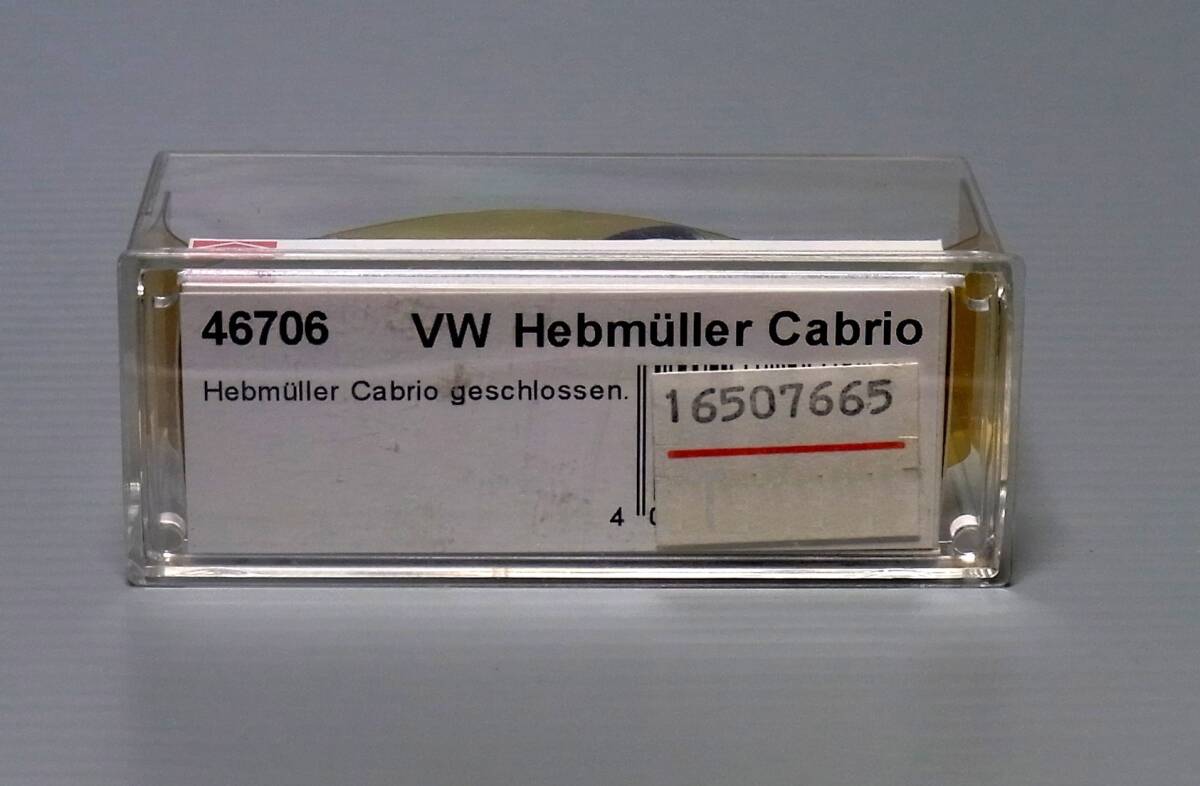 46706 VW Hebmüller Cabrio
Hebmüller Cabrio geschlossen.
16507665
4